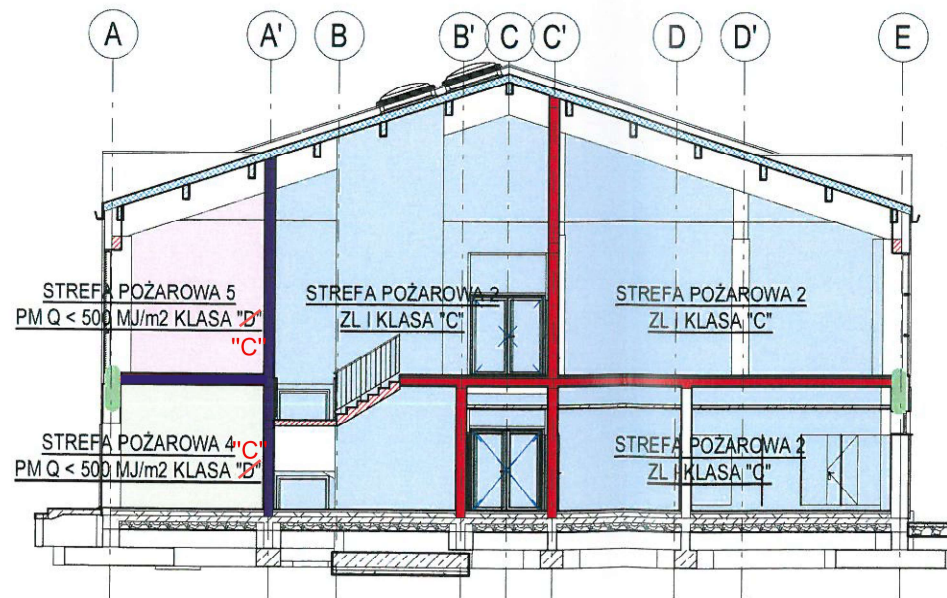 A A' B B' C C' D D' E
STREFA POŻAROWA 5
PM Q < 500 MJ/m2 KLASA "D"
"C"
STREFA POŻAROWA 2
ZL I KLASA "C"
STREFA POŻAROWA 2
ZL I KLASA "C"
STREFA POŻAROWA 4 "C"
PM Q < 500 MJ/m2 KLASA "D"
STREFA POŻAROWA 2
ZL I KLASA "C"